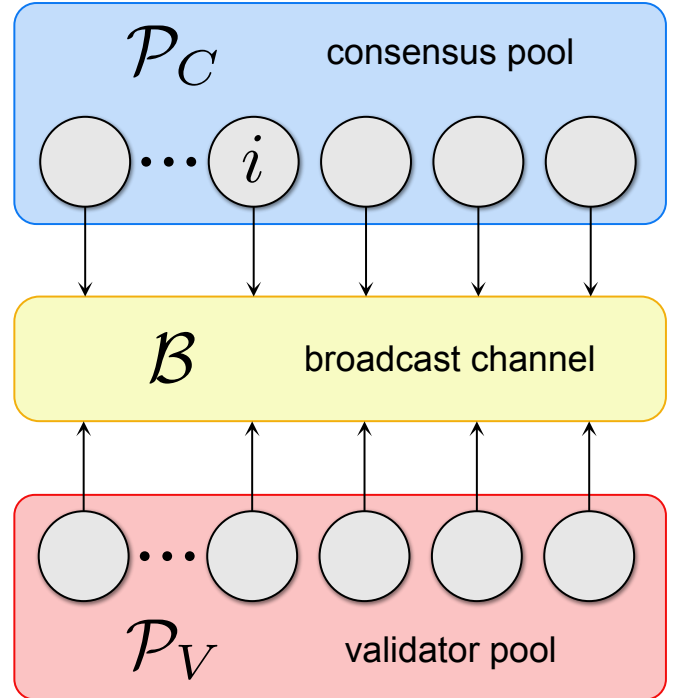 𝒫_C consensus pool
··· i
ℬ broadcast channel
···
𝒫_V validator pool